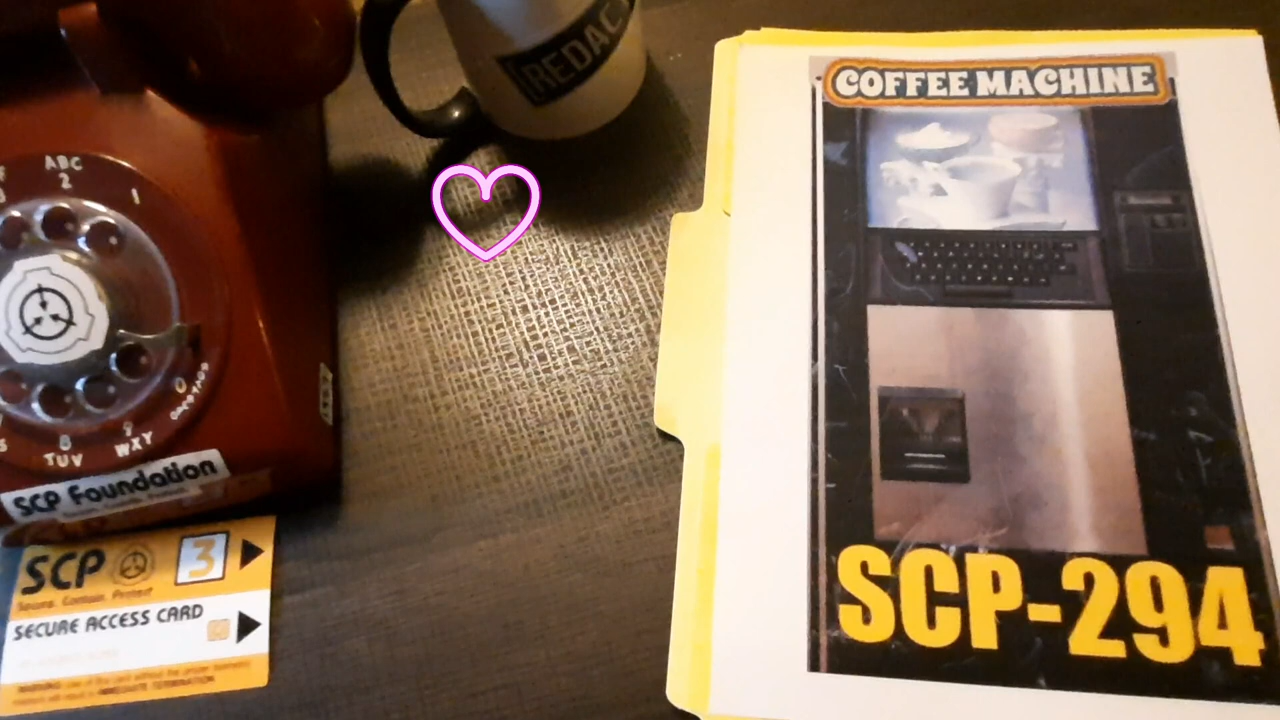 REDAC
COFFEE MACHINE
ABC
2
1
8
9
TUV
WXY
0
SCP Foundation
SCP
3
Secure. Contain. Protect
SECURE ACCESS CARD
SCP-294